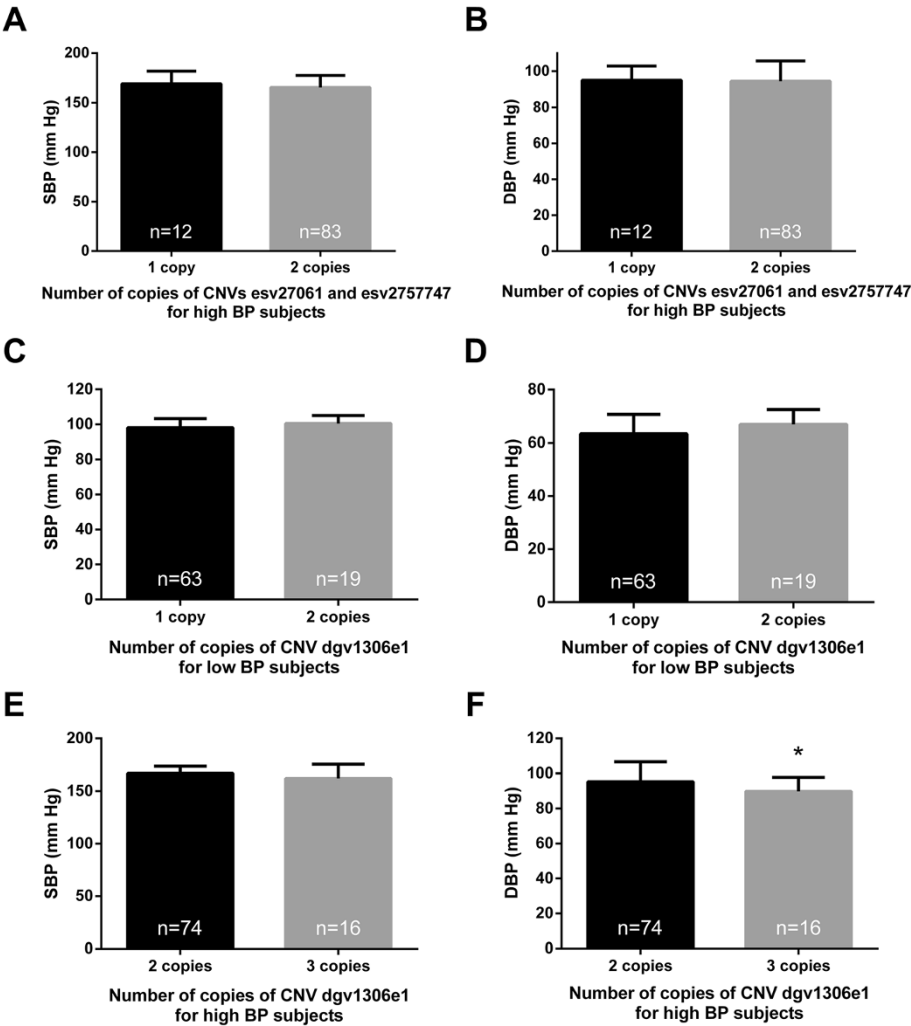 A
200
150
100
50
0
SBP (mm Hg)
n=12
n=83
1 copy
2 copies
Number of copies of CNVs esv27061 and esv2757747
for high BP subjects
B
100
80
60
40
20
0
DBP (mm Hg)
n=12
n=83
1 copy
2 copies
Number of copies of CNVs esv27061 and esv2757747
for high BP subjects
C
120
100
80
60
40
20
0
SBP (mm Hg)
n=63
n=19
1 copy
2 copies
Number of copies of CNV dgv1306e1
for low BP subjects
D
80
60
40
20
0
DBP (mm Hg)
n=63
n=19
1 copy
2 copies
Number of copies of CNV dgv1306e1
for low BP subjects
E
200
150
100
50
0
SBP (mm Hg)
n=74
n=16
2 copies
3 copies
Number of copies of CNV dgv1306e1
for high BP subjects
F
120
100
80
60
40
20
0
DBP (mm Hg)
*
n=74
n=16
2 copies
3 copies
Number of copies of CNV dgv1306e1
for high BP subjects